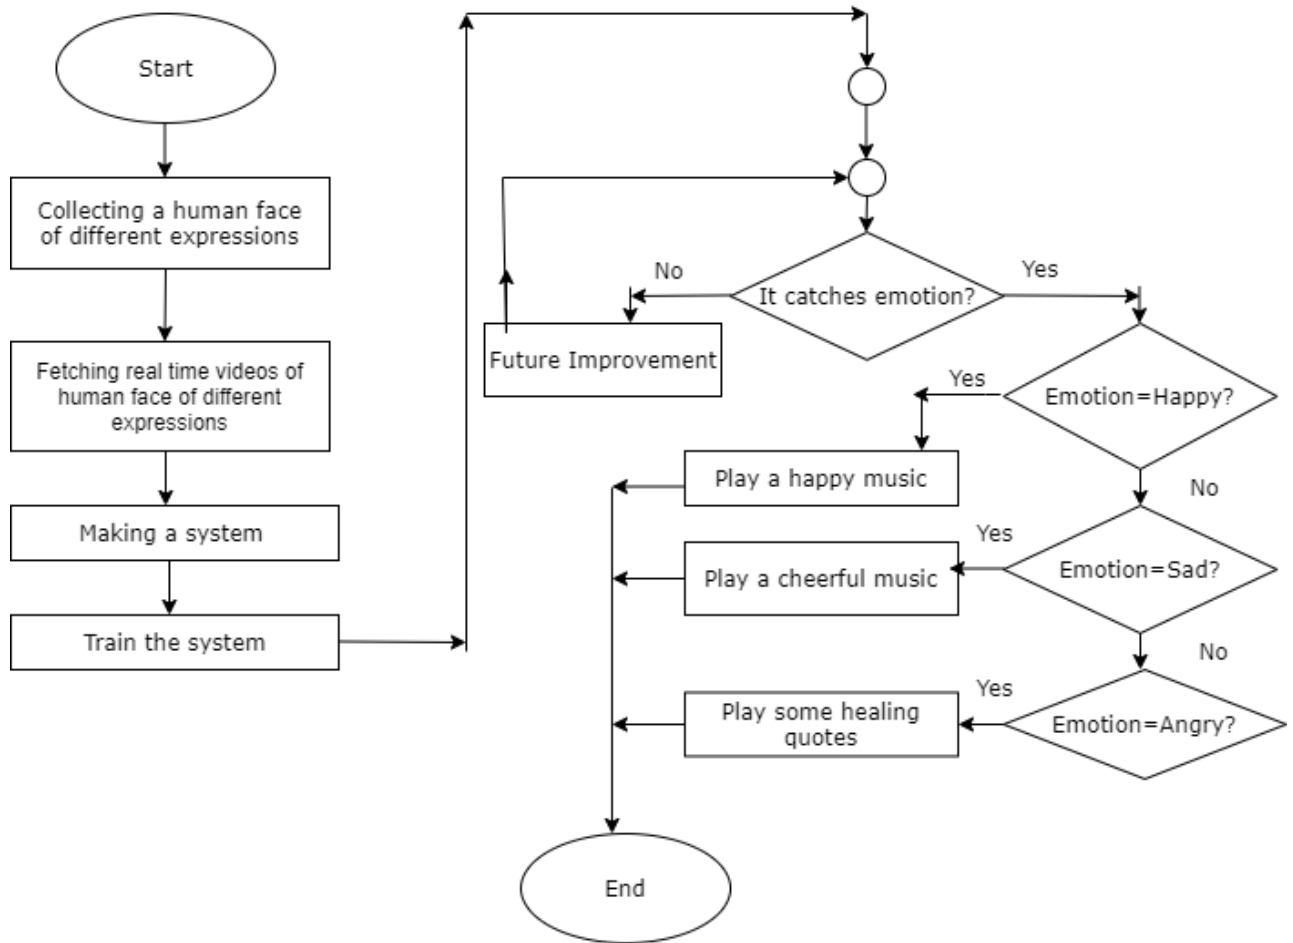 Start
Collecting a human face
of different expressions
Fetching real time videos of
human face of different
expressions
Making a system
Train the system
It catches emotion?
No
Yes
Future Improvement
Emotion=Happy?
Yes
Play a happy music
No
Emotion=Sad?
Yes
Play a cheerful music
No
Emotion=Angry?
Yes
Play some healing
quotes
End